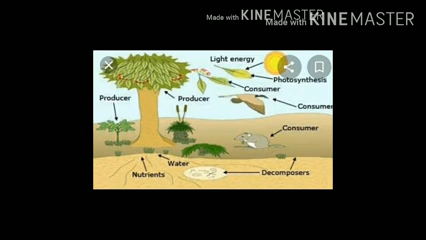 Made with KINEMASTER
Made with KINEMASTER
Light energy
Photosynthesis
Consumer
Producer
Producer
Consumer
Consumer
Water
Nutrients
Decomposers